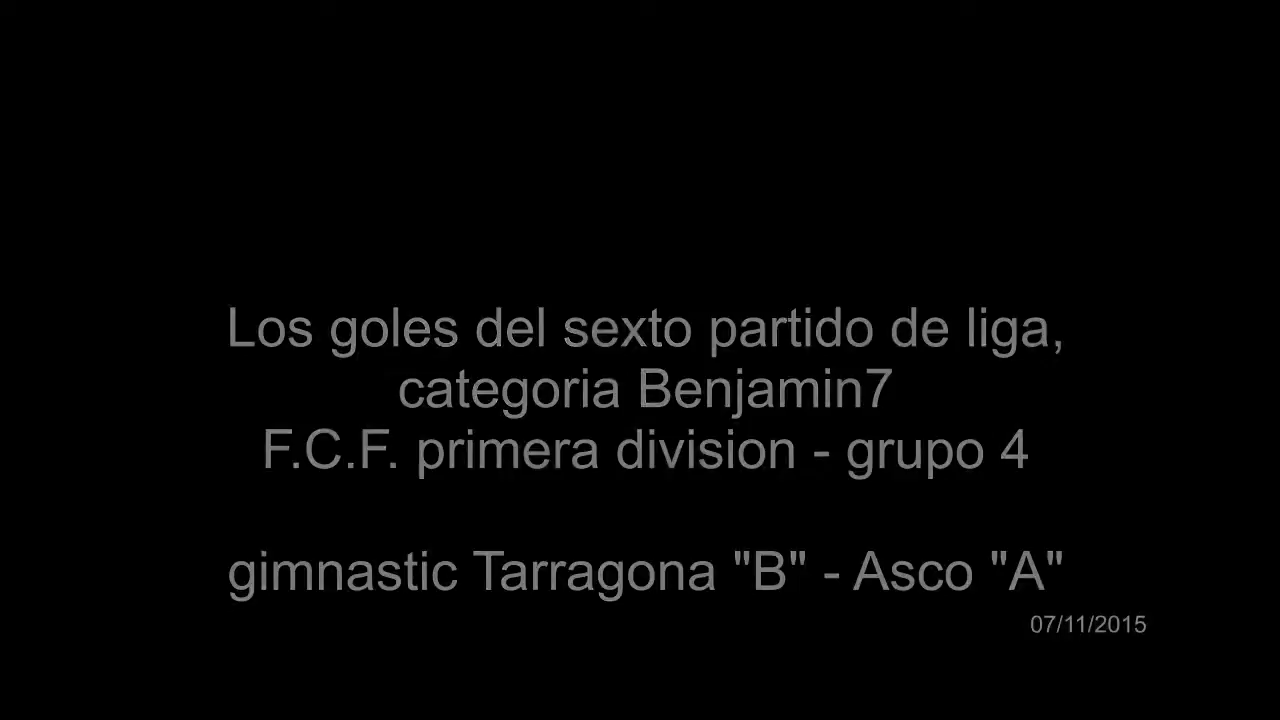 Los goles del sexto partido de liga,
categoria Benjamin7
F.C.F. primera division - grupo 4
gimnastic Tarragona "B" - Asco "A"
07/11/2015